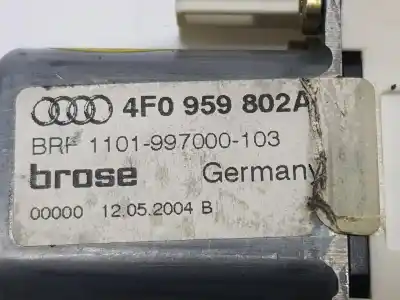 4F0 959 802A
BRF 1101-997000-103
brose Germany
00000 12.05.2004 B